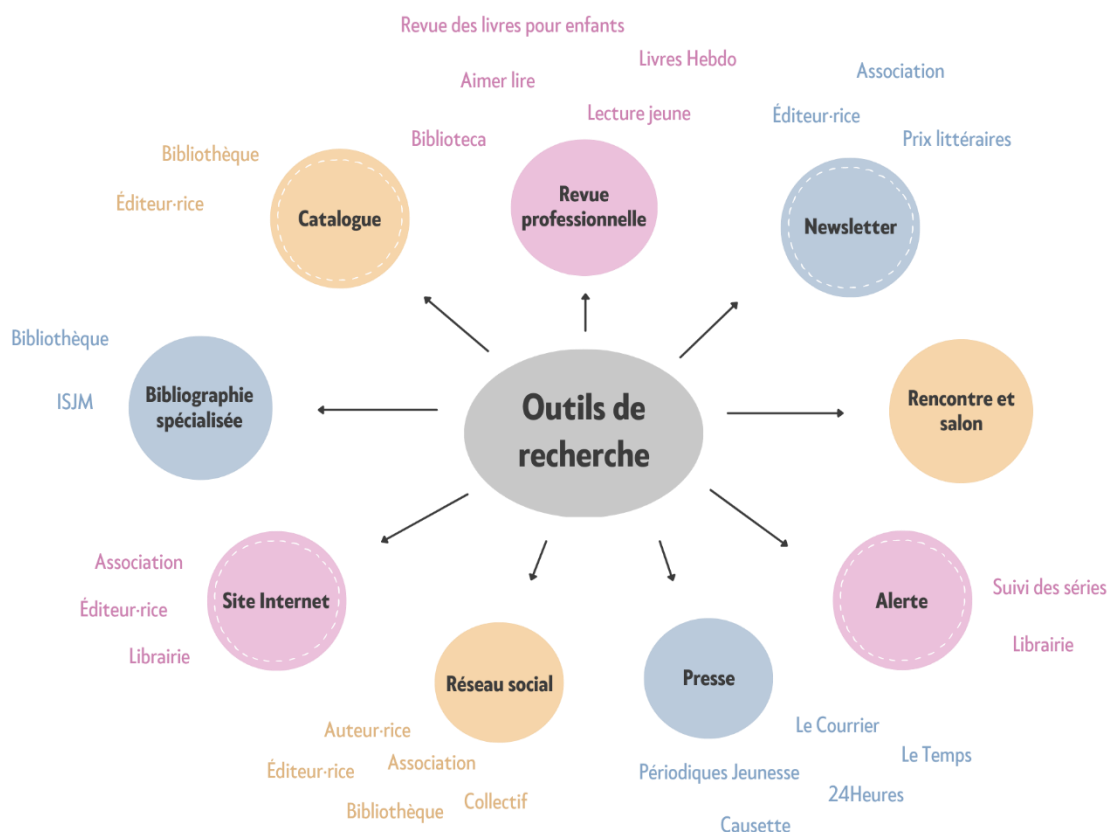 Revue des livres pour enfants
Livres Hebdo
Aimer lire
Lecture jeune
Biblioteca
Revue
professionnelle
Association
Éditeur·rice
Prix littéraires
Newsletter
Bibliothèque
Éditeur·rice
Catalogue
Bibliothèque
ISJM
Bibliographie
spécialisée
Outils de
recherche
Rencontre et
salon
Association
Éditeur·rice
Librairie
Site Internet
Alerte
Suivi des séries
Librairie
Réseau social
Auteur·rice
Éditeur·rice
Association
Bibliothèque
Collectif
Presse
Le Courrier
Le Temps
Périodiques Jeunesse
24Heures
Causette